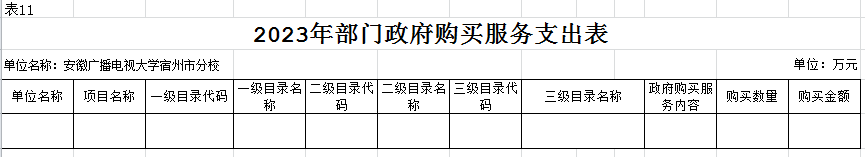 表11
2023年部门政府购买服务支出表
单位名称：安徽广播电视大学宿州市分校 单位：万元
单位名称 项目名称 一级目录代码 一级目录名称 二级目录代码 二级目录名称 三级目录代码 三级目录名称 政府购买服务内容 购买数量 购买金额